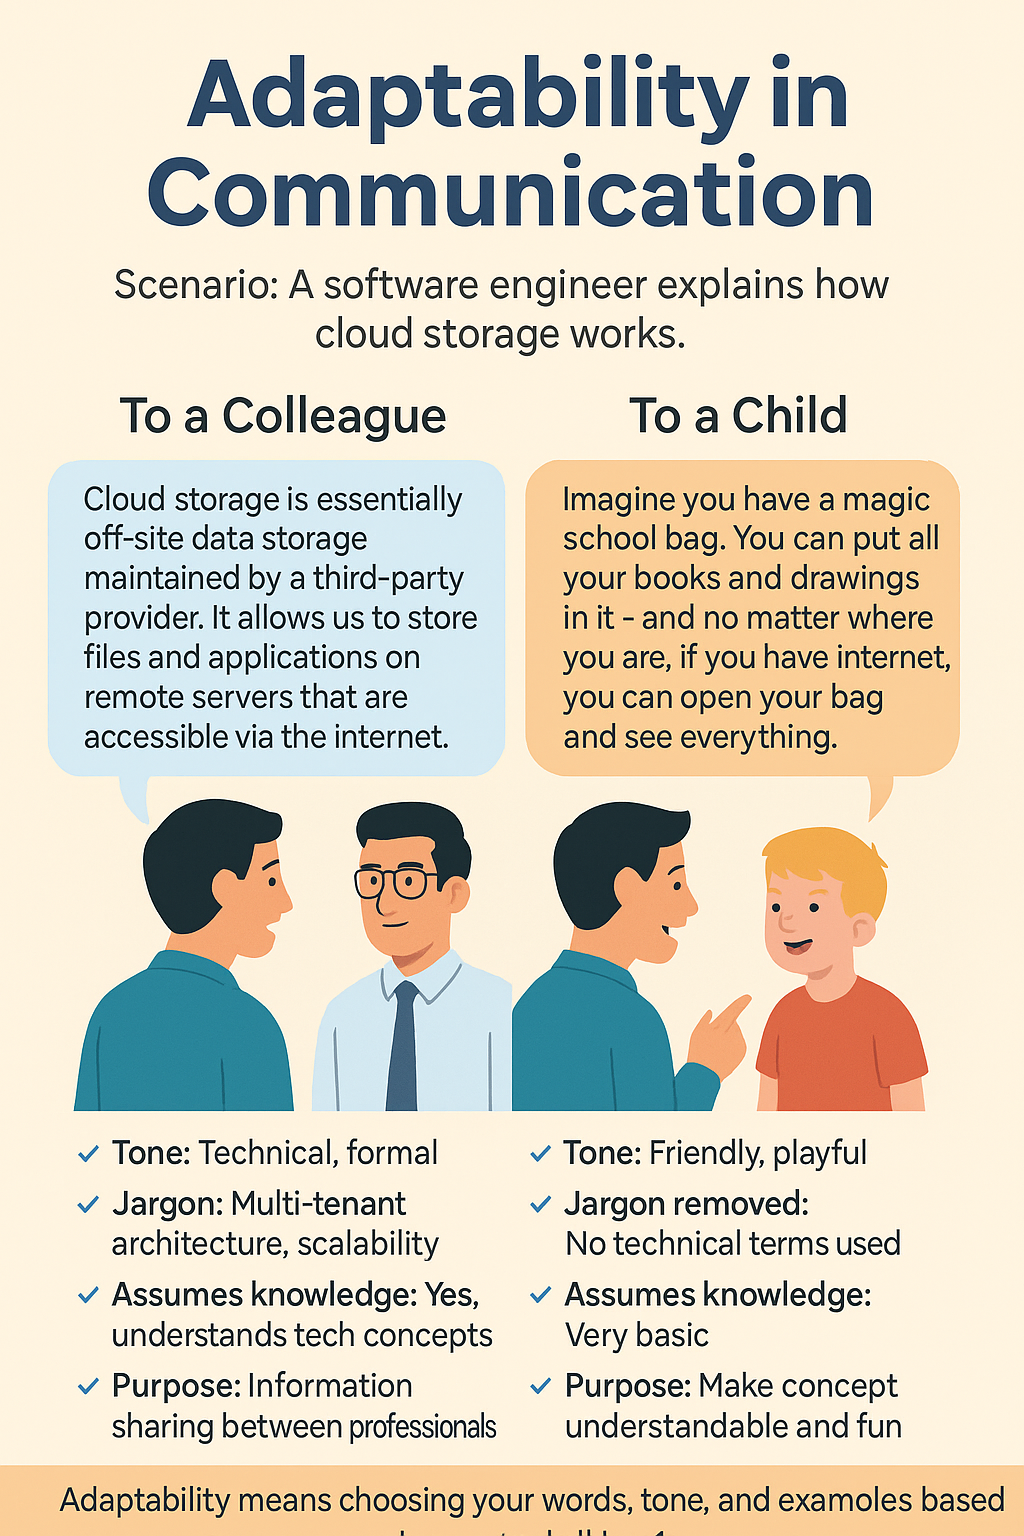 Adaptability in
Communication
Scenario: A software engineer explains how
cloud storage works.
To a Colleague
Cloud storage is essentially
off-site data storage
maintained by a third-party
provider. It allows us to store
files and applications on
remote servers that are
accessible via the internet.
To a Child
Imagine you have a magic
school bag. You can put all
your books and drawings
in it - and no matter where
you are, if you have internet,
you can open your bag
and see everything.
✓ Tone: Technical, formal
✓ Jargon: Multi-tenant
architecture, scalability
✓ Assumes knowledge: Yes,
understands tech concepts
✓ Purpose: Information
sharing between professionals
✓ Tone: Friendly, playful
✓ Jargon removed:
No technical terms used
✓ Assumes knowledge:
Very basic
✓ Purpose: Make concept
understandable and fun
Adaptability means choosing your words, tone, and examoles based